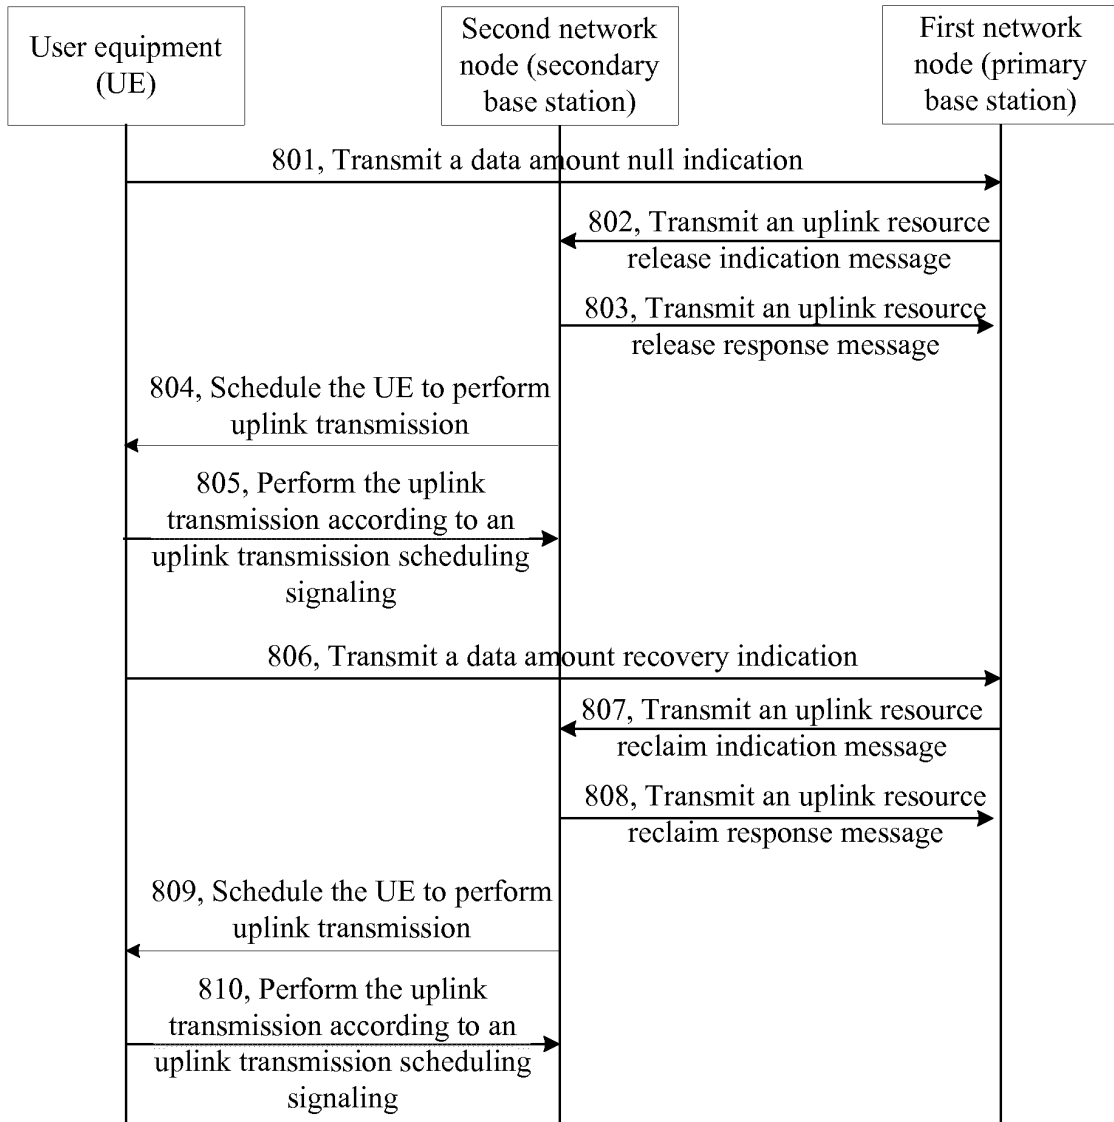 User equipment
(UE)
Second network
node (secondary
base station)
First network
node (primary
base station)
801, Transmit a data amount null indication
802, Transmit an uplink resource
release indication message
803, Transmit an uplink resource
release response message
804, Schedule the UE to perform
uplink transmission
805, Perform the uplink
transmission according to an
uplink transmission scheduling
signaling
806, Transmit a data amount recovery indication
807, Transmit an uplink resource
reclaim indication message
808, Transmit an uplink resource
reclaim response message
809, Schedule the UE to perform
uplink transmission
810, Perform the uplink
transmission according to an
uplink transmission scheduling
signaling